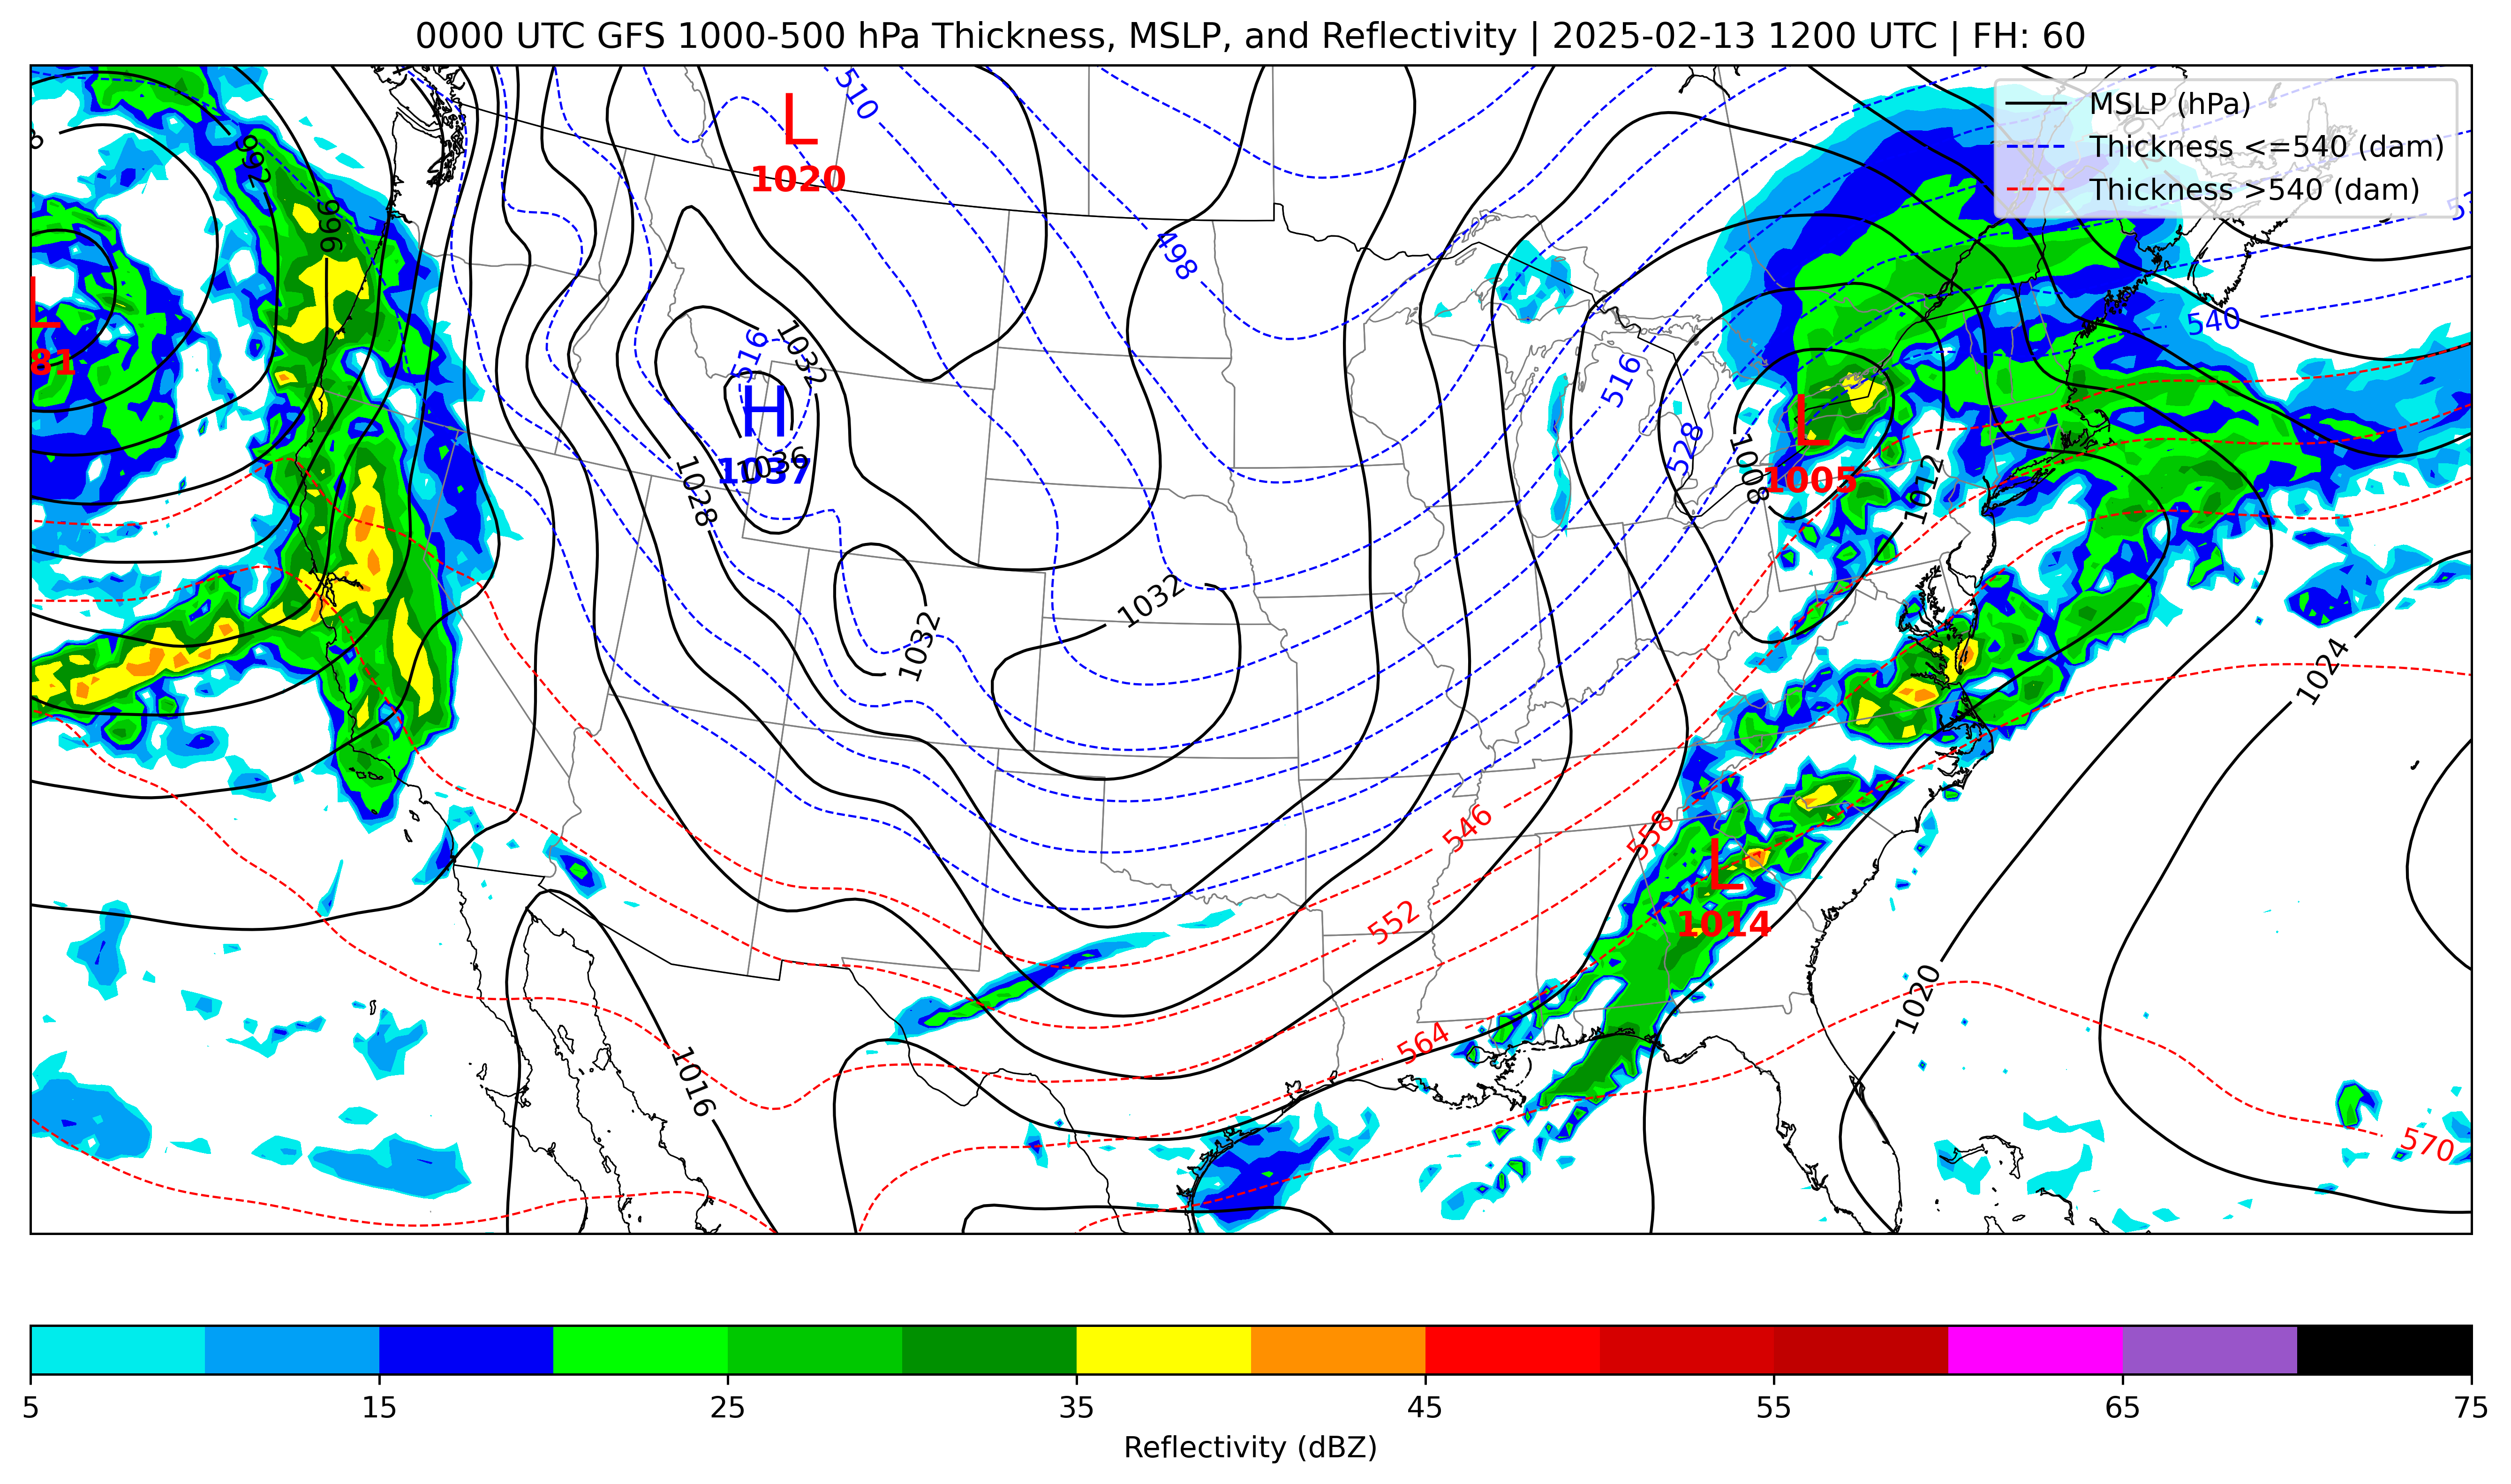 0000 UTC GFS 1000-500 hPa Thickness, MSLP, and Reflectivity | 2025-02-13 1200 UTC | FH: 60
MSLP (hPa)
Thickness <=540 (dam)
Thickness >540 (dam)
510
992
L
1020
996
498
540
L
81
516
1032
H
1037
1036
1028
516
528
L
1005
1008
1012
1032
1032
1024
546
558
L
1014
552
1020
564
1016
570
5 15 25 35 45 55 65 75
Reflectivity (dBZ)